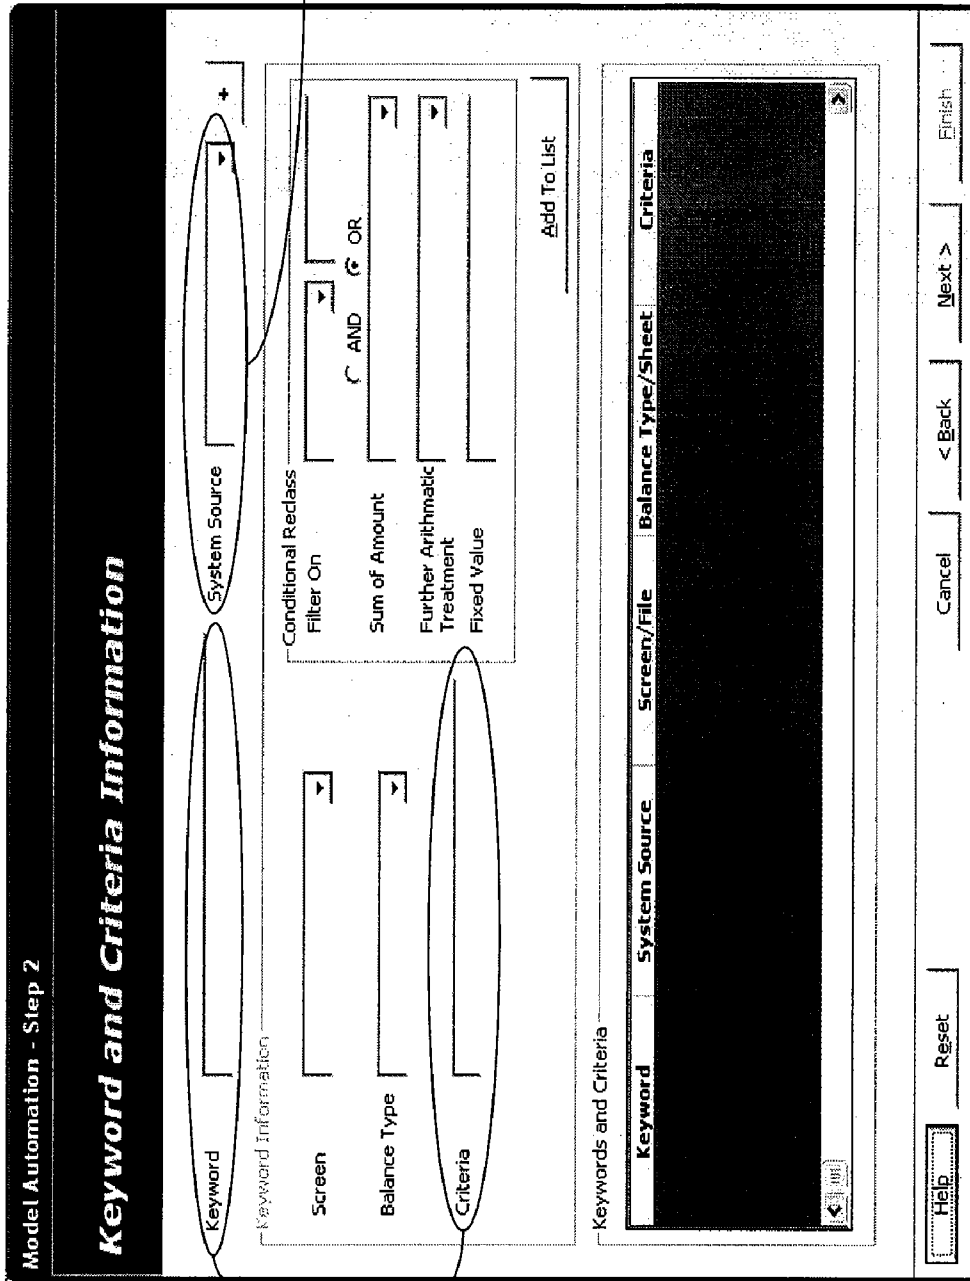 Model Automation - Step 2
Keyword and Criteria Information
Keyword
System Source
+
Keyword Information
Screen
Balance Type
Criteria
Conditional Reclass
Filter On
AND
OR
Sum of Amount
Further Arithmatic
Treatment
Fixed Value
Add To List
Keywords and Criteria
Keyword System Source Screen/File Balance Type/Sheet Criteria
Help Reset Cancel < Back Next > Finish